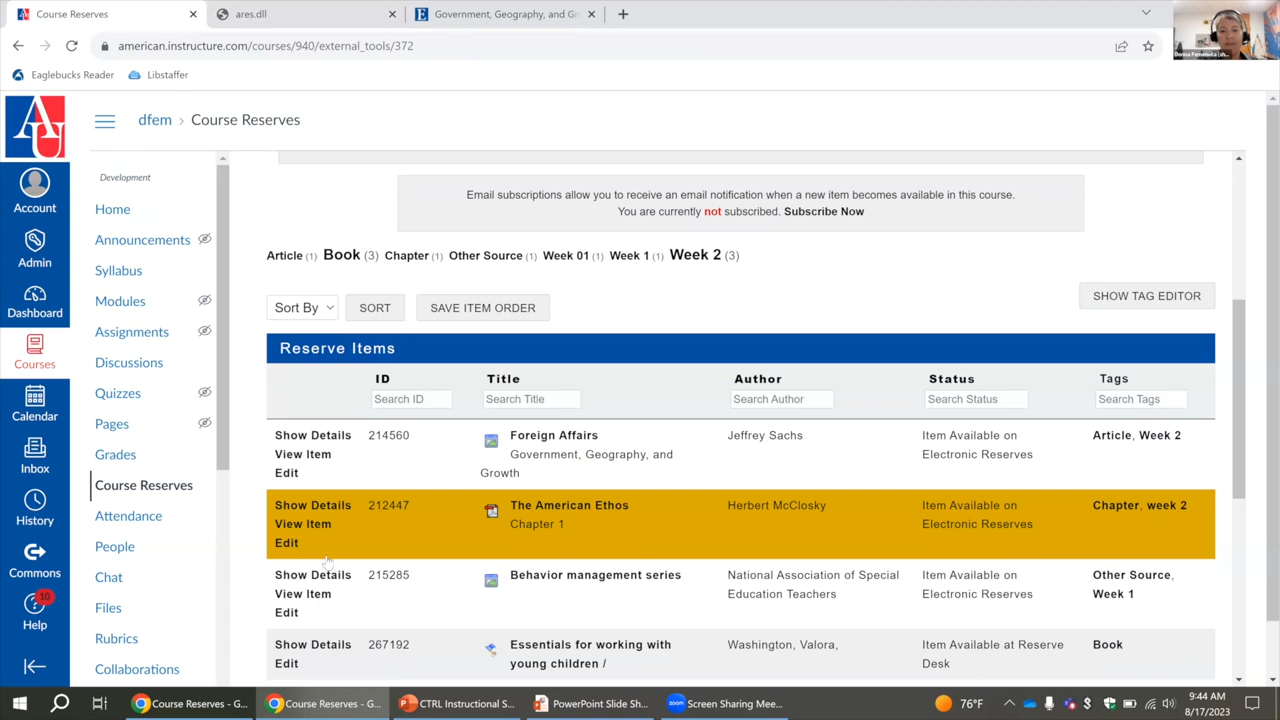 Course Reserves
ares.dll
Government, Geography, and Gr
american.instructure.com/courses/940/external_tools/372
Eaglebucks Reader
Libstaffer
AU
dfem > Course Reserves
Account
Admin
Dashboard
Courses
Calendar
Inbox
History
Commons
10
Help
Development
Home
Announcements
Syllabus
Modules
Assignments
Discussions
Quizzes
Pages
Grades
Course Reserves
Attendance
People
Chat
Files
Rubrics
Collaborations
Email subscriptions allow you to receive an email notification when a new item becomes available in this course.
You are currently not subscribed. Subscribe Now
Article (1) Book (3) Chapter (1) Other Source (1) Week 01 (1) Week 1 (1) Week 2 (3)
Sort By SORT SAVE ITEM ORDER
SHOW TAG EDITOR
Reserve Items
ID Title Author Status Tags
Search ID Search Title Search Author Search Status Search Tags
Show Details 214560 Foreign Affairs Jeffrey Sachs Item Available on Article, Week 2
View Item Government, Geography, and Electronic Reserves
Edit Growth
Show Details 212447 The American Ethos Herbert McClosky Item Available on Chapter, week 2
View Item Chapter 1 Electronic Reserves
Edit
Show Details 215285 Behavior management series National Association of Special Item Available on Other Source,
View Item Education Teachers Electronic Reserves Week 1
Edit
Show Details 267192 Essentials for working with Washington, Valora, Item Available at Reserve Book
Edit young children / Desk
Course Reserves - G...
Course Reserves - G...
CTRL Instructional S...
PowerPoint Slide Sh...
Screen Sharing Mee...
76°F
9:44 AM
8/17/2023